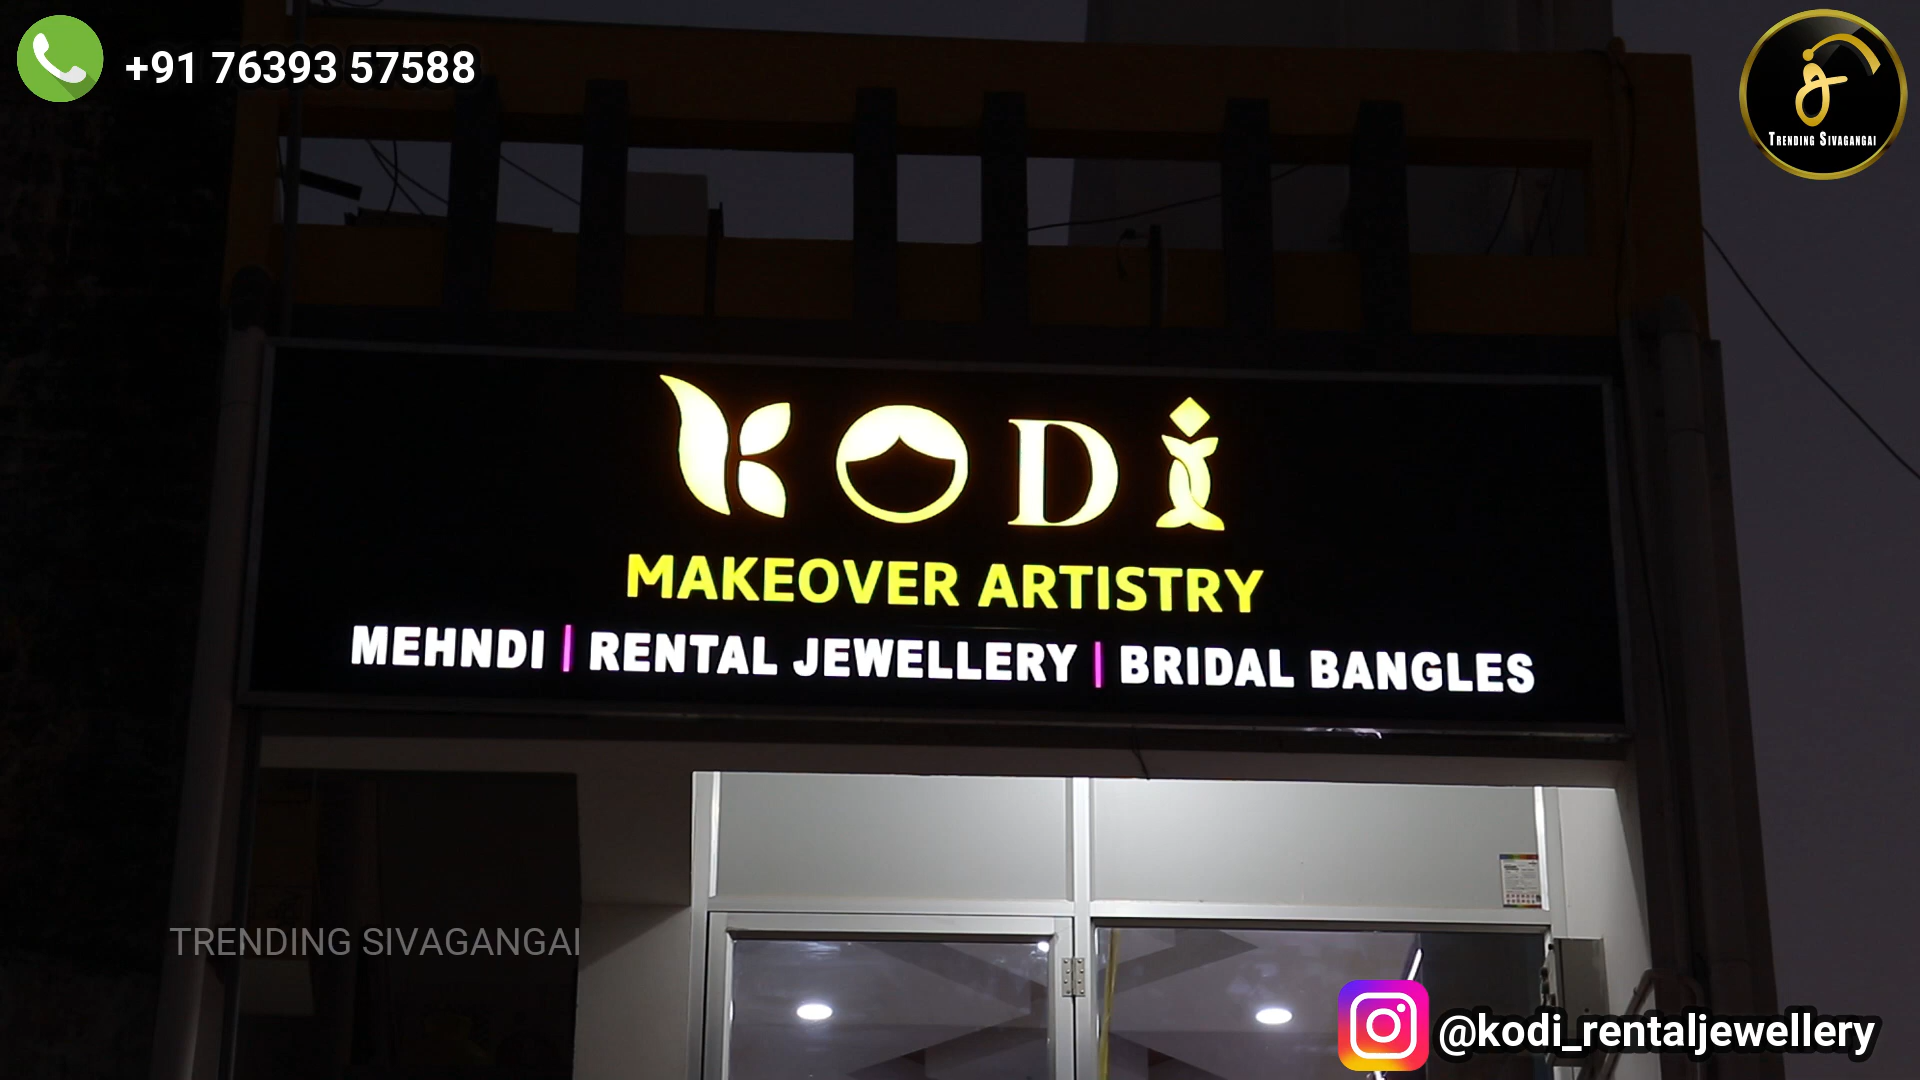 +91 76393 57588
TRENDING SIVAGANGAI
KODi
MAKEOVER ARTISTRY
MEHNDI | RENTAL JEWELLERY | BRIDAL BANGLES
TRENDING SIVAGANGAI
@kodi_rentaljewellery